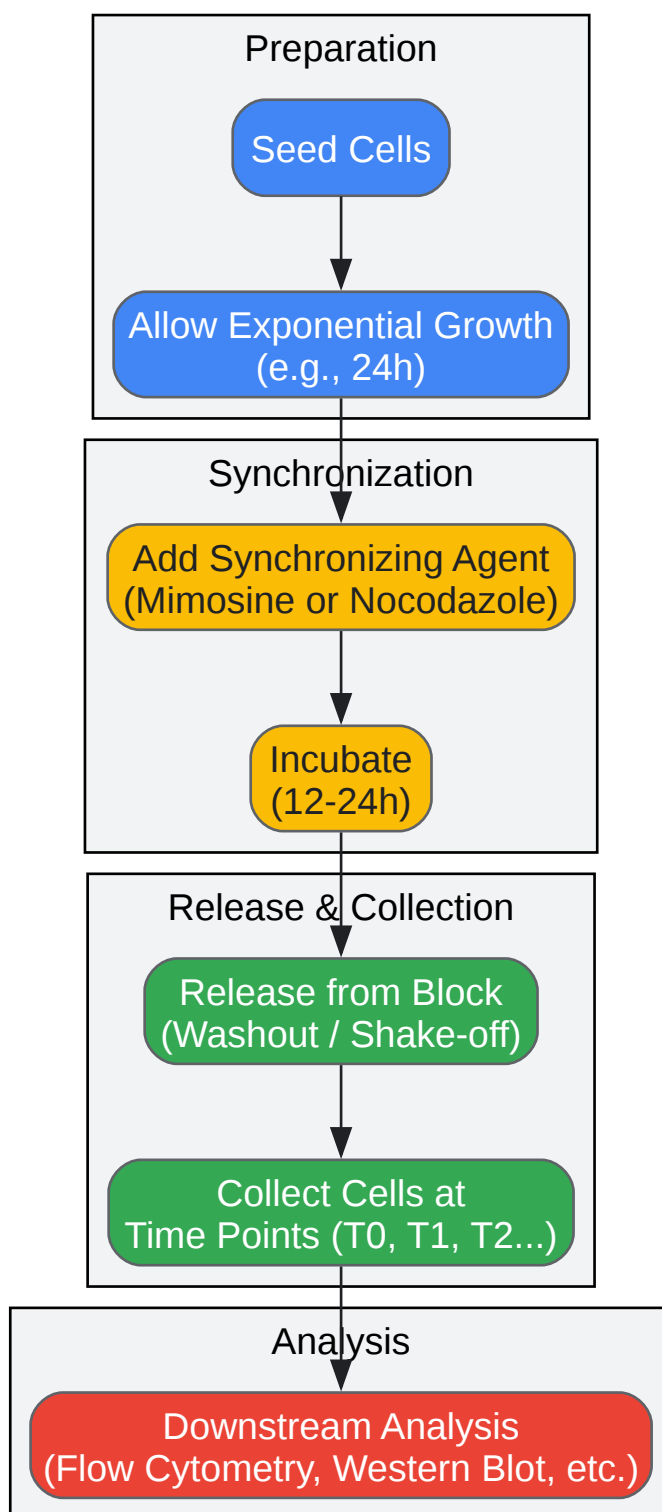 Preparation
Seed Cells
Allow Exponential Growth
(e.g., 24h)
Synchronization
Add Synchronizing Agent
(Mimosine or Nocodazole)
Incubate
(12-24h)
Release & Collection
Release from Block
(Washout / Shake-off)
Collect Cells at
Time Points (T0, T1, T2...)
Analysis
Downstream Analysis
(Flow Cytometry, Western Blot, etc.)